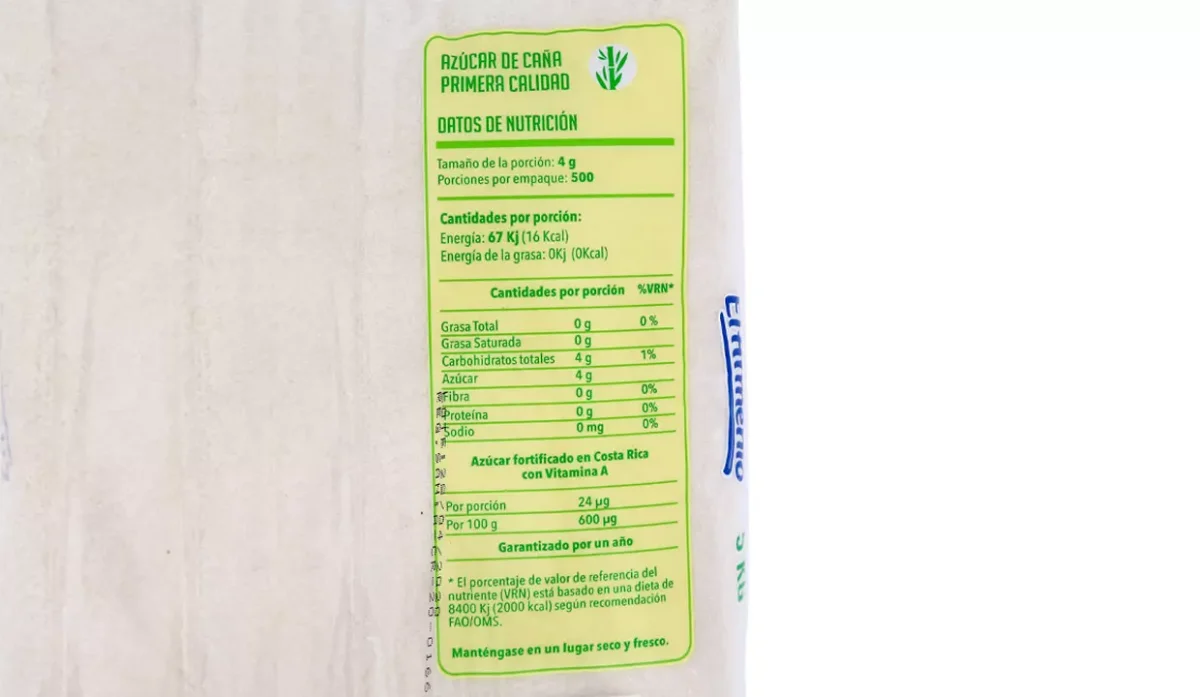 AZÚCAR DE CAÑA
PRIMERA CALIDAD
DATOS DE NUTRICIÓN
Tamaño de la porción: 4 g
Porciones por empaque: 500
Cantidades por porción:
Energía: 67 Kj (16 Kcal)
Energía de la grasa: 0Kj (0Kcal)
Cantidades por porción %VRN*
Grasa Total 0 g 0 %
Grasa Saturada 0 g
Carbohidratos totales 4 g 1%
Azúcar 4 g
Fibra 0 g 0%
Proteína 0 g 0%
Sodio 0 mg 0%
Azúcar fortificado en Costa Rica
con Vitamina A
Por porción 24 µg
Por 100 g 600 µg
Garantizado por un año
* El porcentaje de valor de referencia del
nutriente (VRN) está basado en una dieta de
8400 Kj (2000 kcal) según recomendación
FAO/OMS.
Manténgase en un lugar seco y fresco.